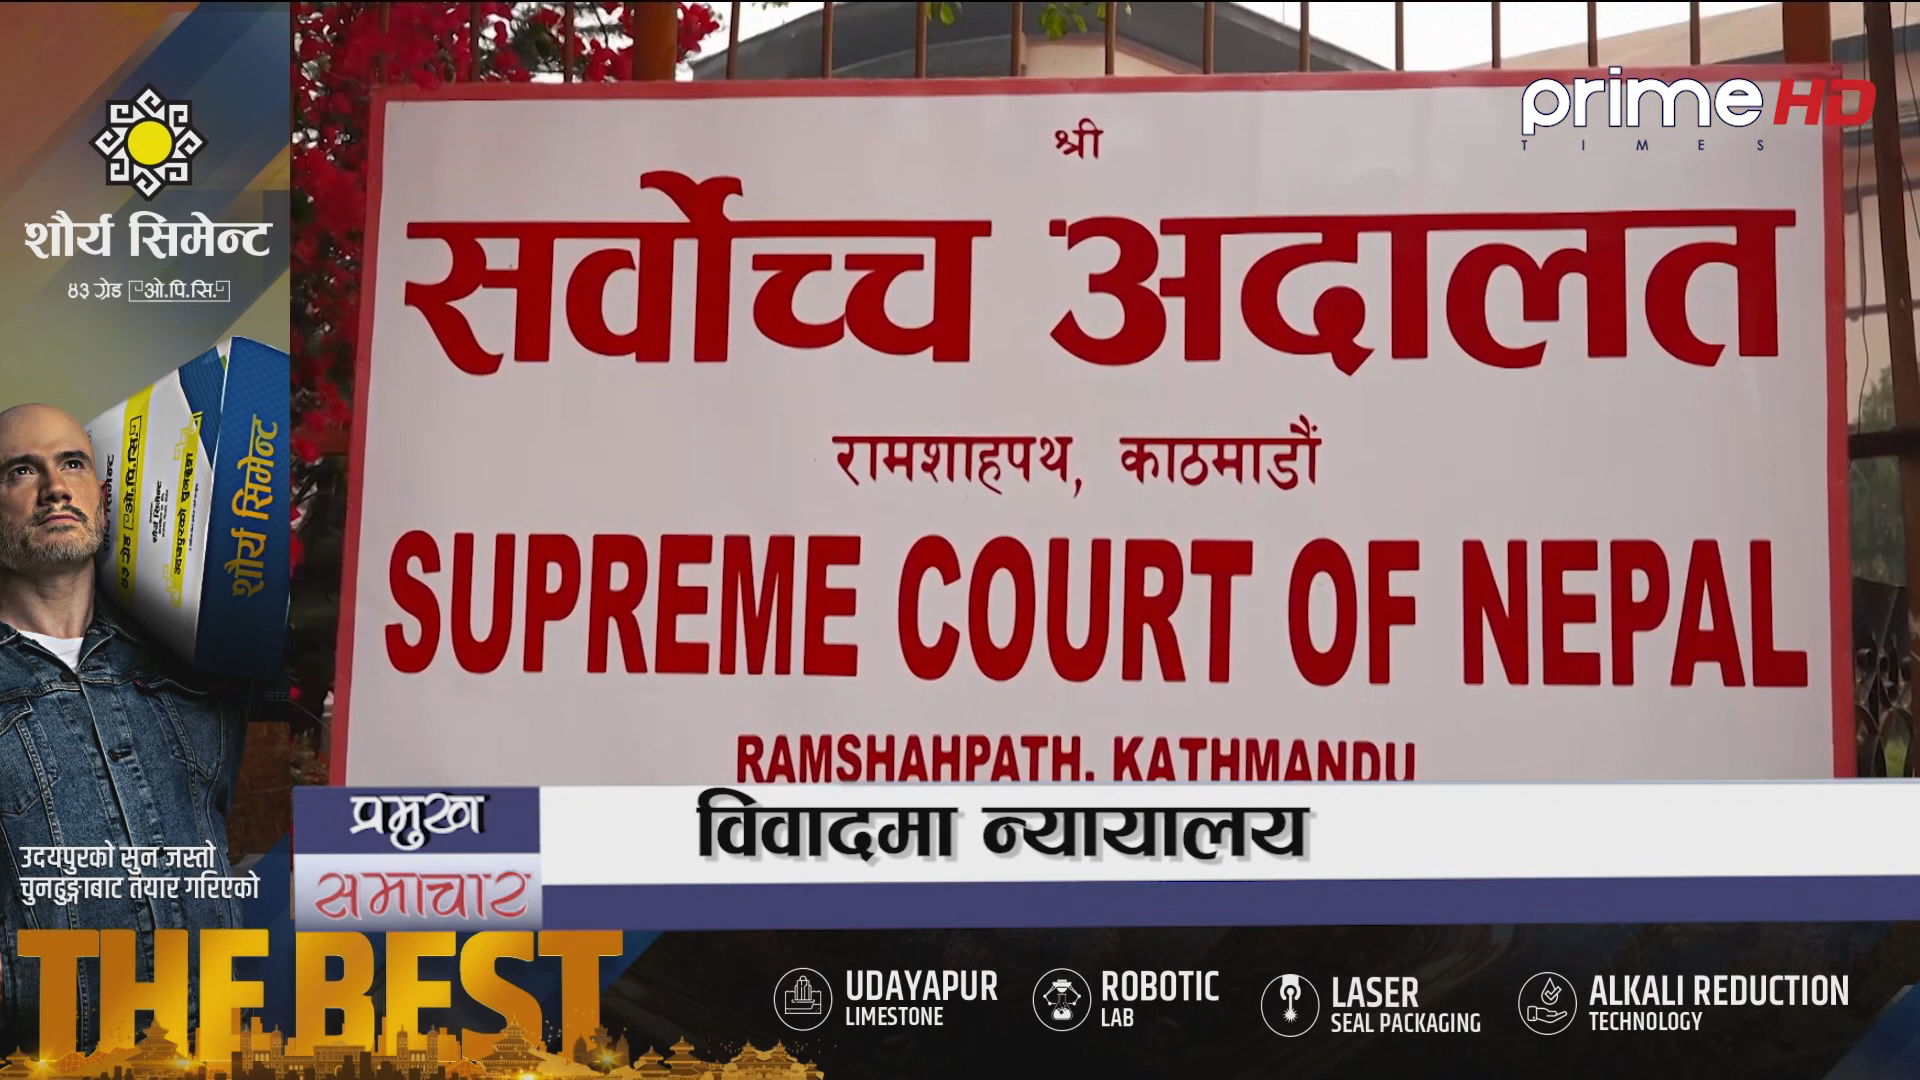 prime HD
TIMES
श्री
सर्वोच्च अदालत
रामशाहपथ, काठमाडौं
SUPREME COURT OF NEPAL
RAMSHAHPATH, KATHMANDU
प्रमुख
समाचार
विवादमा न्यायालय
शौर्य सिमेन्ट
४३ ग्रेड ओ.पि.सि.
शौर्य सिमेन्ट
४३ ग्रेड ओ.पि.सि.
उदयपुरको सुन जस्तो
चुनढुङ्गाबाट तयार गरिएको
THE BEST
UDAYAPUR
LIMESTONE
ROBOTIC
LAB
LASER
SEAL PACKAGING
ALKALI REDUCTION
TECHNOLOGY